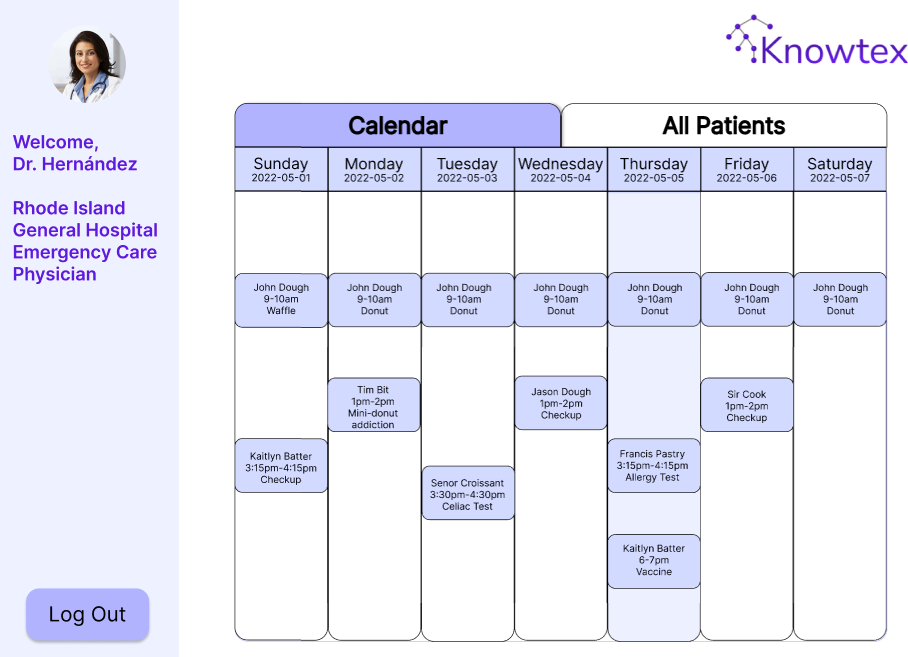 Knowtex
Welcome,
Dr. Hernández
Rhode Island
General Hospital
Emergency Care
Physician
Log Out
Calendar
All Patients
Sunday
2022-05-01
Monday
2022-05-02
Tuesday
2022-05-03
Wednesday
2022-05-04
Thursday
2022-05-05
Friday
2022-05-06
Saturday
2022-05-07
John Dough
9-10am
Waffle
John Dough
9-10am
Donut
John Dough
9-10am
Donut
John Dough
9-10am
Donut
John Dough
9-10am
Donut
John Dough
9-10am
Donut
John Dough
9-10am
Donut
Tim Bit
1pm-2pm
Mini-donut
addiction
Jason Dough
1pm-2pm
Checkup
Sir Cook
1pm-2pm
Checkup
Kaitlyn Batter
3:15pm-4:15pm
Checkup
Senor Croissant
3:30pm-4:30pm
Celiac Test
Francis Pastry
3:15pm-4:15pm
Allergy Test
Kaitlyn Batter
6-7pm
Vaccine